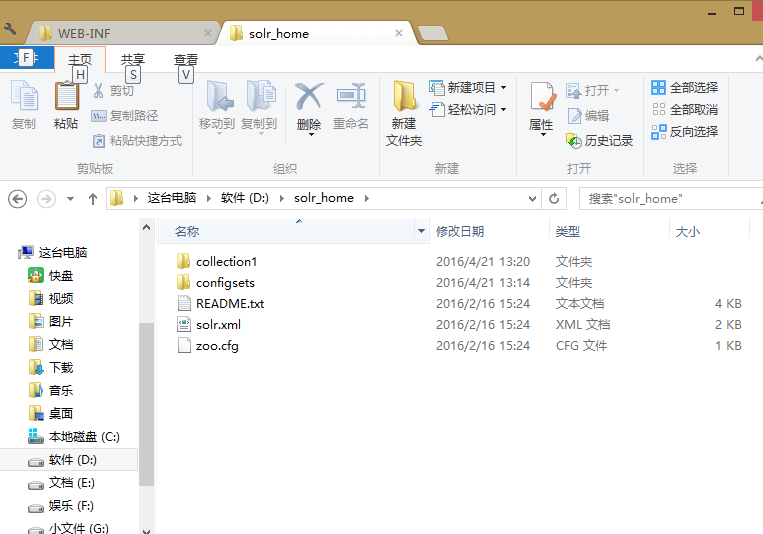 WEB-INF
solr_home
F
主页
共享
查看
H
S
V
复制
粘贴
剪切
复制路径
粘贴快捷方式
剪贴板
移动到
复制到
删除
重命名
组织
新建
文件夹
新建项目
轻松访问
新建
属性
打开
编辑
历史记录
打开
全部选择
全部取消
反向选择
选择
这台电脑
软件 (D:)
solr_home
搜索"solr_home"
名称 修改日期 类型 大小
collection1 2016/4/21 13:20 文件夹
configsets 2016/4/21 13:14 文件夹
README.txt 2016/2/16 15:24 文本文档 4 KB
solr.xml 2016/2/16 15:24 XML 文档 2 KB
zoo.cfg 2016/2/16 15:24 CFG 文件 1 KB
这台电脑
快盘
视频
图片
文档
下载
音乐
桌面
本地磁盘 (C:)
软件 (D:)
文档 (E:)
娱乐 (F:)
小文件 (G:)